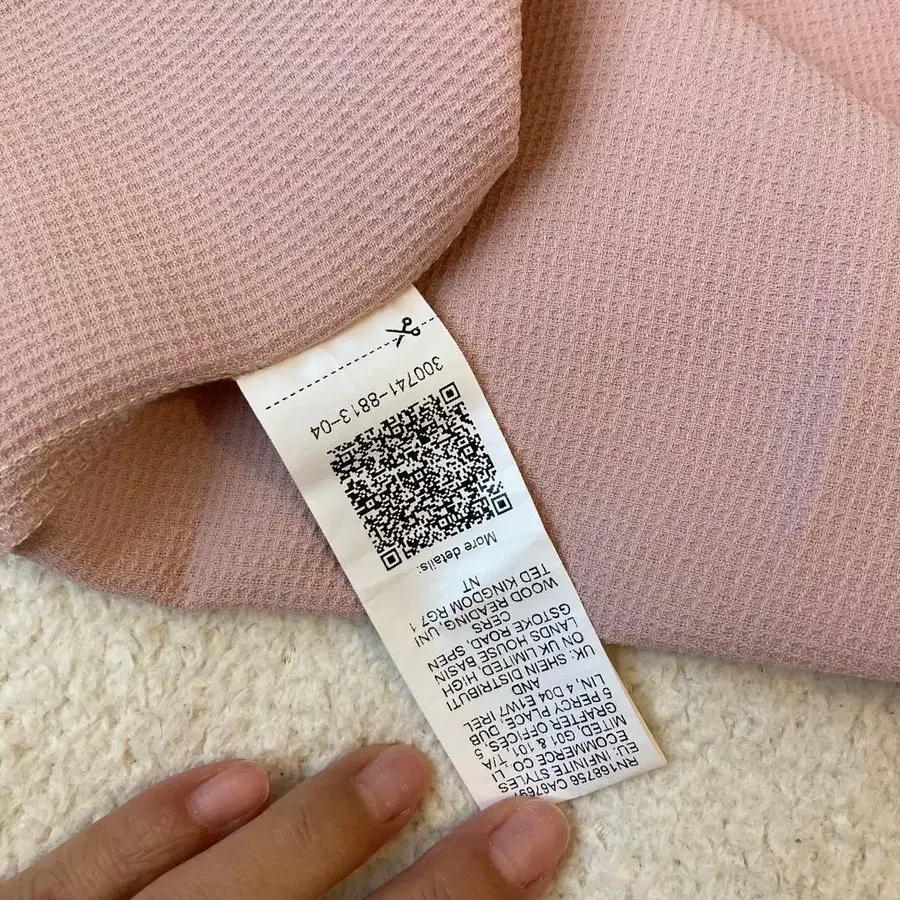 RN168756 CA6769
EU: INFINITE STYLES
ECOMMERCE CO., LI
MITED, G01 & 101, T/A
GRAFTER OFFICES, 5
5 PERCY PLACE, DUB
LIN, 4 D04 E1W7 IREL
AND
UK: SHEIN DISTRIBUTI
ON UK LIMITED, HIGH
LANDS HOUSE BASIN
GSTOKE ROAD, SPEN
CERS
WOOD READING, UNI
TED KINGDOM RG7 1
NT
More details:
300741-8813-04